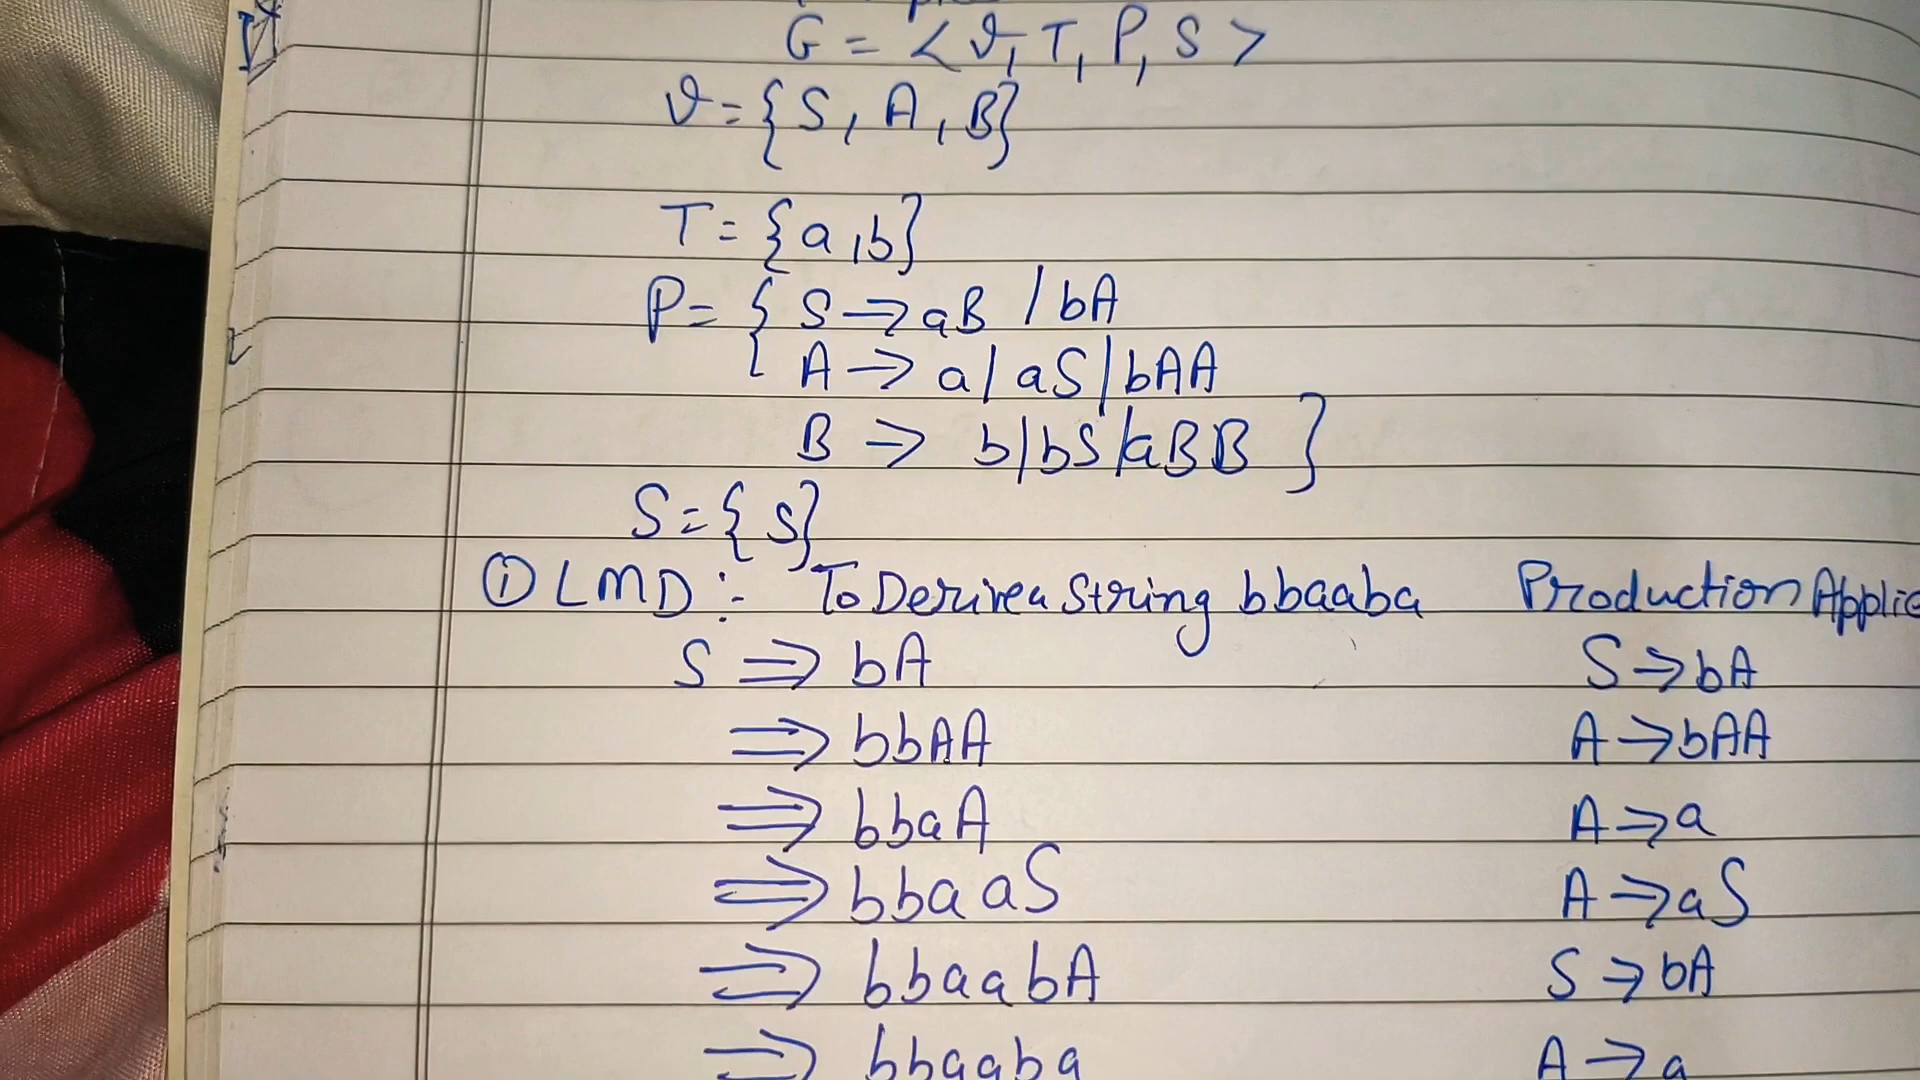 G = < V, T, P, S >
V = { S, A, B}
T = { a, b}
P = { S → aB / bA
A → a | aS | bAA
B → b | bS | aBB }
S = { S}
① LMD :- To Derive a String bbaaba Production Applie
S ⇒ bA S → bA
⇒ bbAA A → bAA
⇒ bbaA A → a
⇒ bbaaS A → aS
⇒ bbaabA S → bA
⇒ bbaaba A → a